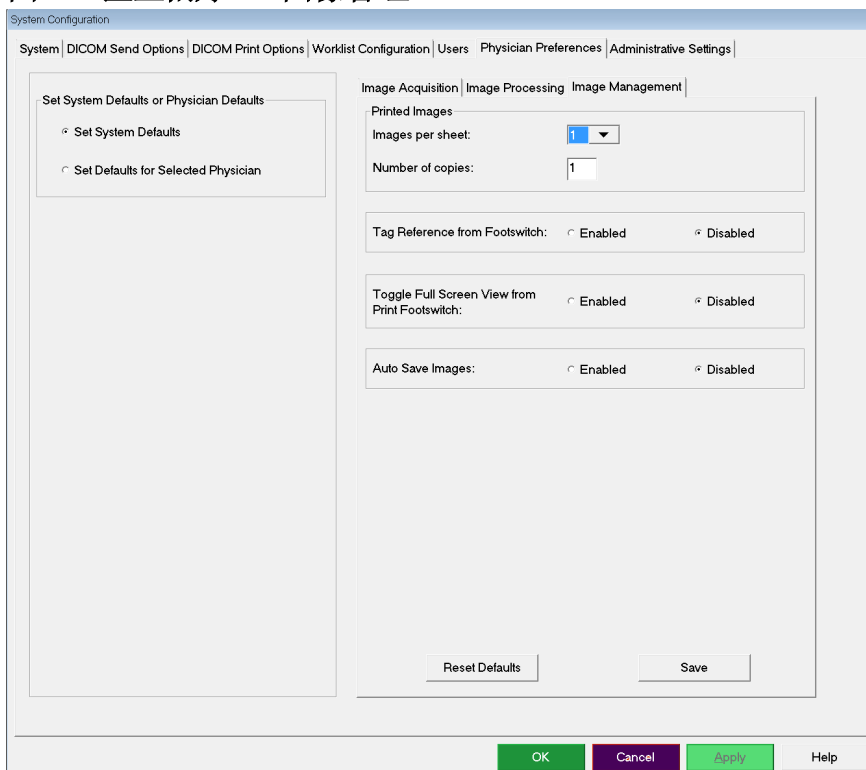 System Configuration
System DICOM Send Options DICOM Print Options Worklist Configuration Users Physician Preferences Administrative Settings
Set System Defaults or Physician Defaults
Set System Defaults
Set Defaults for Selected Physician
Image Acquisition Image Processing Image Management
Printed Images
Images per sheet: 1
Number of copies: 1
Tag Reference from Footswitch: Enabled Disabled
Toggle Full Screen View from
Print Footswitch: Enabled Disabled
Auto Save Images: Enabled Disabled
Reset Defaults Save
OK Cancel Apply Help